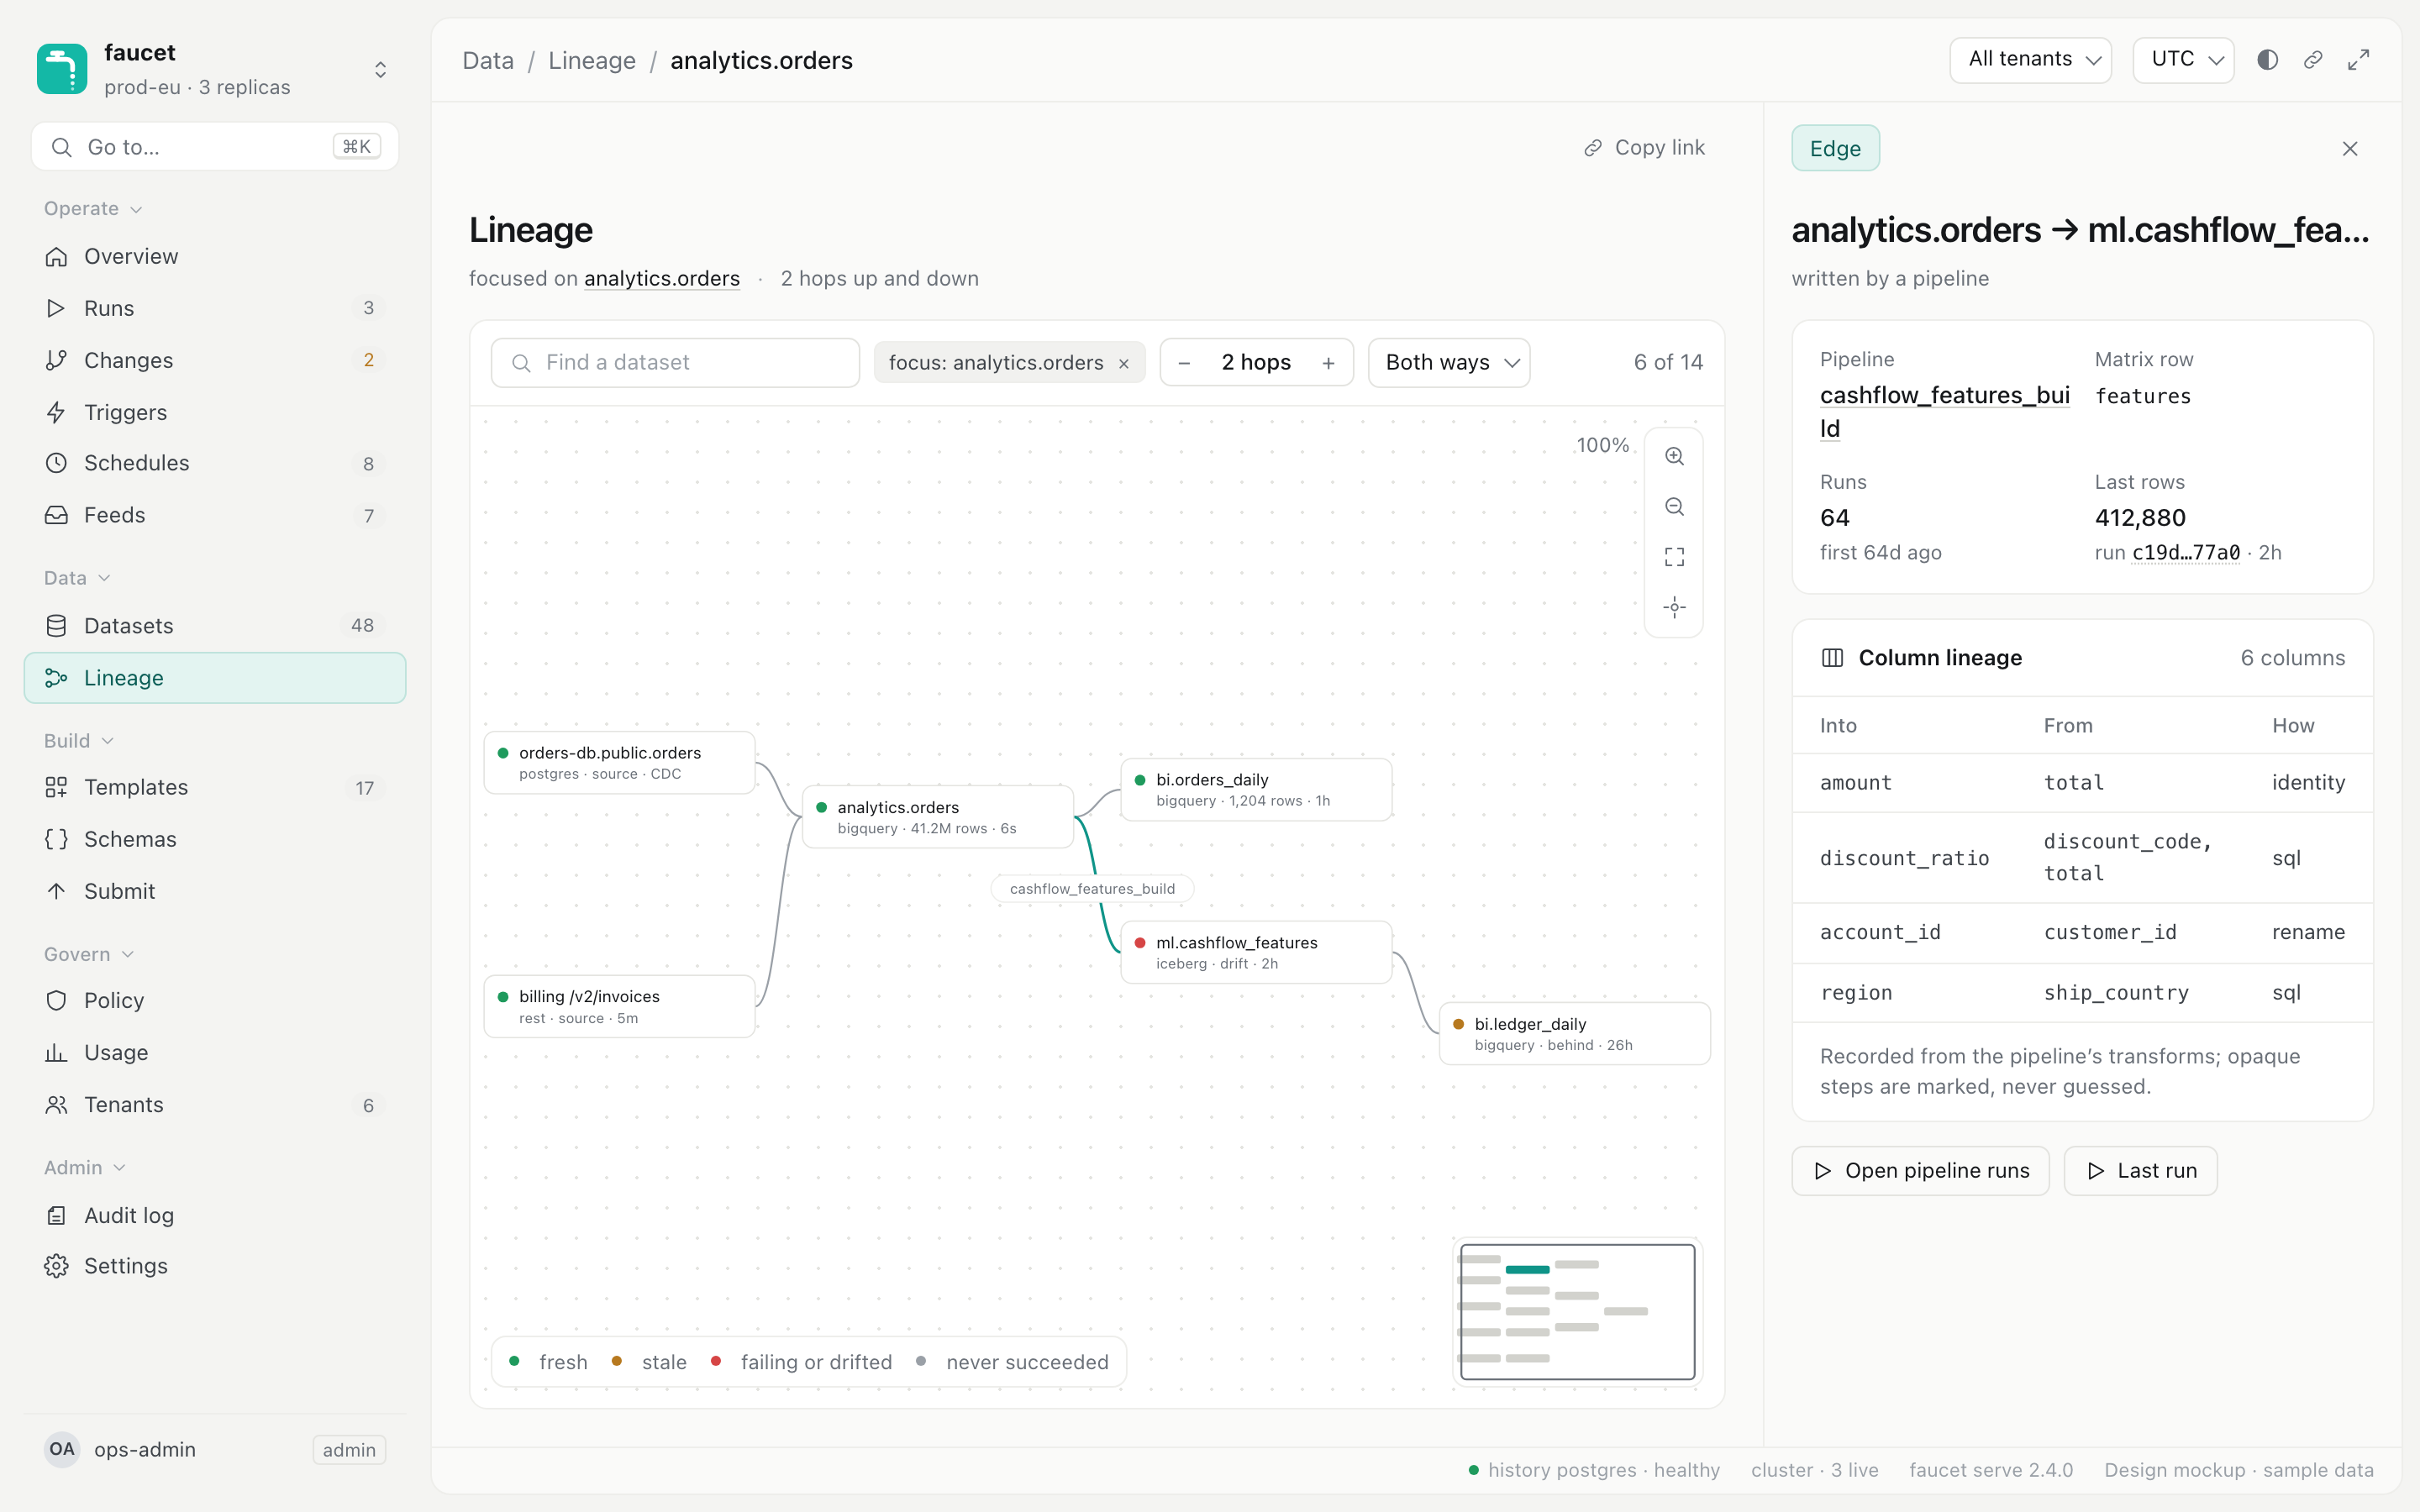 faucet
prod-eu · 3 replicas
Go to...
⌘K
Operate
Overview
Runs
3
Changes
2
Triggers
Schedules
8
Feeds
7
Data
Datasets
48
Lineage
Build
Templates
17
Schemas
Submit
Govern
Policy
Usage
Tenants
6
Admin
Audit log
Settings
OA
ops-admin
admin
Data / Lineage / analytics.orders
All tenants
UTC
Copy link
Lineage
focused on analytics.orders · 2 hops up and down
Find a dataset
focus: analytics.orders ×
− 2 hops +
Both ways
6 of 14
100%
orders-db.public.orders
postgres · source · CDC
analytics.orders
bigquery · 41.2M rows · 6s
bi.orders_daily
bigquery · 1,204 rows · 1h
cashflow_features_build
ml.cashflow_features
iceberg · drift · 2h
billing /v2/invoices
rest · source · 5m
bi.ledger_daily
bigquery · behind · 26h
fresh
stale
failing or drifted
never succeeded
Edge
analytics.orders → ml.cashflow_fea...
written by a pipeline
Pipeline
cashflow_features_bui
ld
Matrix row
features
Runs
64
first 64d ago
Last rows
412,880
run c19d…77a0 · 2h
Column lineage
6 columns
Into From How
amount total identity
discount_ratio discount_code, total sql
account_id customer_id rename
region ship_country sql
Recorded from the pipeline’s transforms; opaque
steps are marked, never guessed.
Open pipeline runs
Last run
history postgres · healthy
cluster · 3 live
faucet serve 2.4.0
Design mockup · sample data